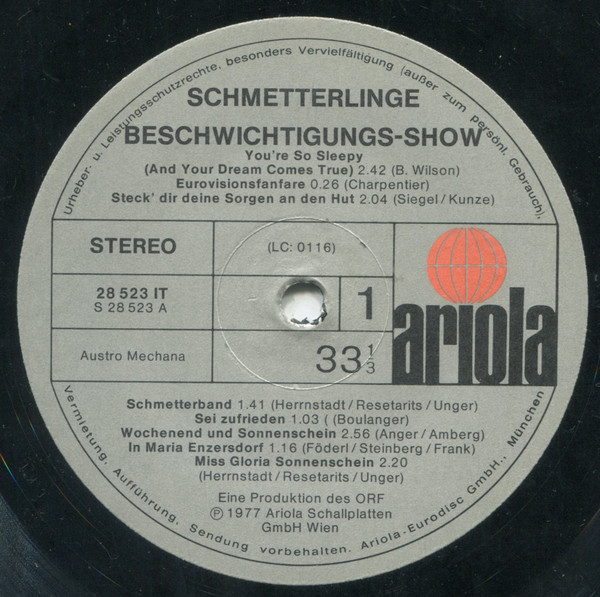 Urheber- u. Leistungsschutzrechte, besonders Vervielfältigung (außer zum persönl. Gebrauch),
SCHMETTERLINGE
BESCHWICHTIGUNGS-SHOW
You're So Sleepy
(And Your Dream Comes True) 2.42 (B. Wilson)
Eurovisionsfanfare 0.26 (Charpentier)
Steck' dir deine Sorgen an den Hut 2.04 (Siegel/Kunze)
STEREO
(LC: 0116)
28 523 IT
S 28 523 A
1
ariola
Austro Mechana
33 1/3
Schmetterband 1.41 (Herrnstadt/Resetarits/Unger)
Sei zufrieden 1.03 ( (Boulanger)
Wochenend und Sonnenschein 2.56 (Anger/Amberg)
In Maria Enzersdorf 1.16 (Föderl/Steinberg/Frank)
Miss Gloria Sonnenschein 2.20
(Herrnstadt/Resetarits/Unger)
Eine Produktion des ORF
Ⓟ 1977 Ariola Schallplatten
GmbH Wien
Vermietung, Aufführung, Sendung vorbehalten. Ariola-Eurodisc GmbH., München